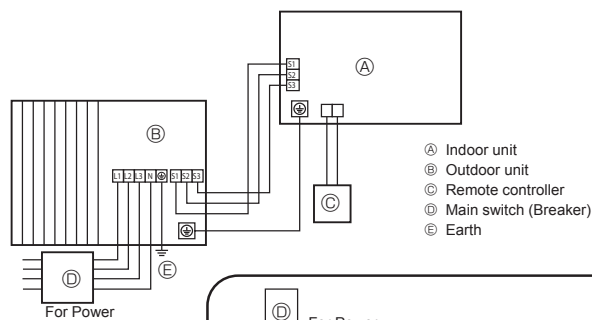 Ⓐ
S1
S2
S3
Ⓑ
L1 L2 L3 N S1 S2 S3
Ⓒ
Ⓓ
Ⓔ
For Power
Ⓐ Indoor unit
Ⓑ Outdoor unit
Ⓒ Remote controller
Ⓓ Main switch (Breaker)
Ⓔ Earth
Ⓓ
For Power